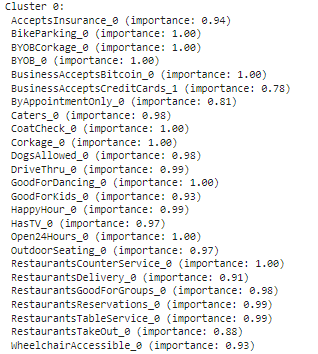 Cluster 0:
AcceptsInsurance_0 (importance: 0.94)
BikeParking_0 (importance: 1.00)
BYOBCorkage_0 (importance: 1.00)
BYOB_0 (importance: 1.00)
BusinessAcceptsBitcoin_0 (importance: 1.00)
BusinessAcceptsCreditCards_1 (importance: 0.78)
ByAppointmentOnly_0 (importance: 0.81)
Caters_0 (importance: 0.98)
CoatCheck_0 (importance: 1.00)
Corkage_0 (importance: 1.00)
DogsAllowed_0 (importance: 0.98)
DriveThru_0 (importance: 0.99)
GoodForDancing_0 (importance: 1.00)
GoodForKids_0 (importance: 0.93)
HappyHour_0 (importance: 0.99)
HasTV_0 (importance: 0.97)
Open24Hours_0 (importance: 1.00)
OutdoorSeating_0 (importance: 0.97)
RestaurantsCounterService_0 (importance: 1.00)
RestaurantsDelivery_0 (importance: 0.91)
RestaurantsGoodForGroups_0 (importance: 0.98)
RestaurantsReservations_0 (importance: 0.99)
RestaurantsTableService_0 (importance: 0.99)
RestaurantsTakeOut_0 (importance: 0.88)
WheelchairAccessible_0 (importance: 0.93)